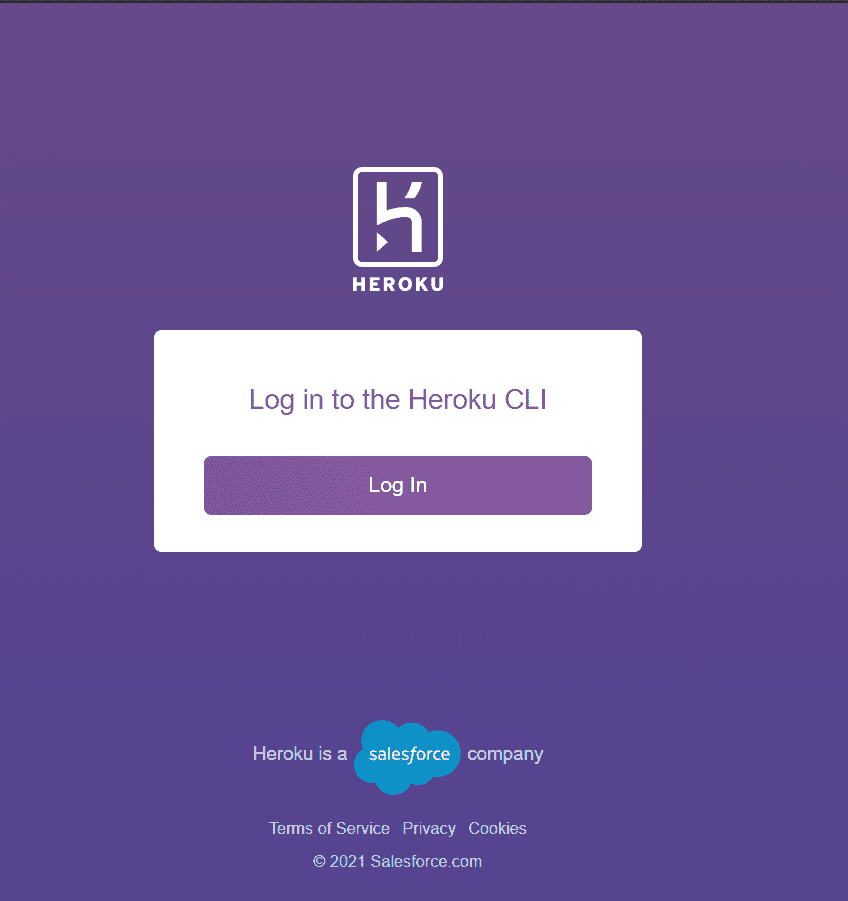 HEROKU
Log in to the Heroku CLI
Log In
Heroku is a salesforce company
Terms of Service Privacy Cookies
© 2021 Salesforce.com